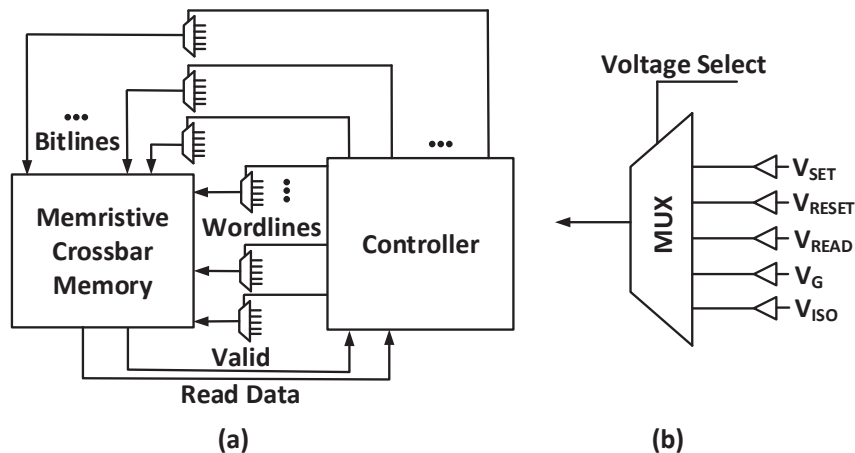 •••
Bitlines
•••
•••
Memristive
Crossbar
Memory
Wordlines
Controller
Valid
Read Data
(a)
Voltage Select
MUX
VSET
VRESET
VREAD
VG
VISO
(b)